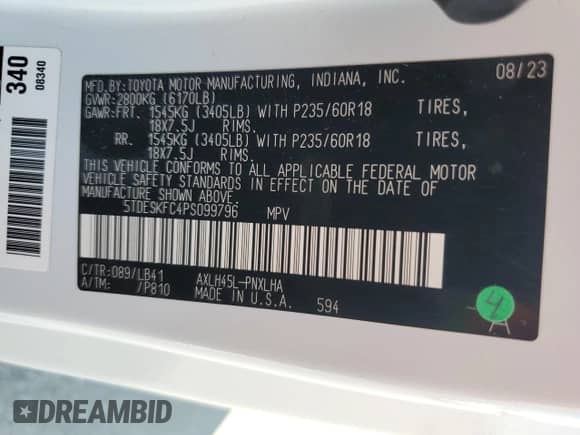 340
08340
MFD.BY:TOYOTA MOTOR MANUFACTURING, INDIANA, INC. 08/23
GVWR:2800KG (6170LB)
GAWR:FRT. 1545KG (3405LB) WITH P235/60R18 TIRES,
18X7.5J RIMS.
RR. 1545KG (3405LB) WITH P235/60R18 TIRES,
18X7.5J RIMS.
THIS VEHICLE CONFORMS TO ALL APPLICABLE FEDERAL MOTOR
VEHICLE SAFETY STANDARDS IN EFFECT ON THE DATE OF
MANUFACTURE SHOWN ABOVE.
5TDESKFC4PS099796 MPV
C/TR:089/LB41 AXLH45L-PNXLHA
A/TM: /P810 MADE IN U.S.A. 594
4
A
DREAMBID